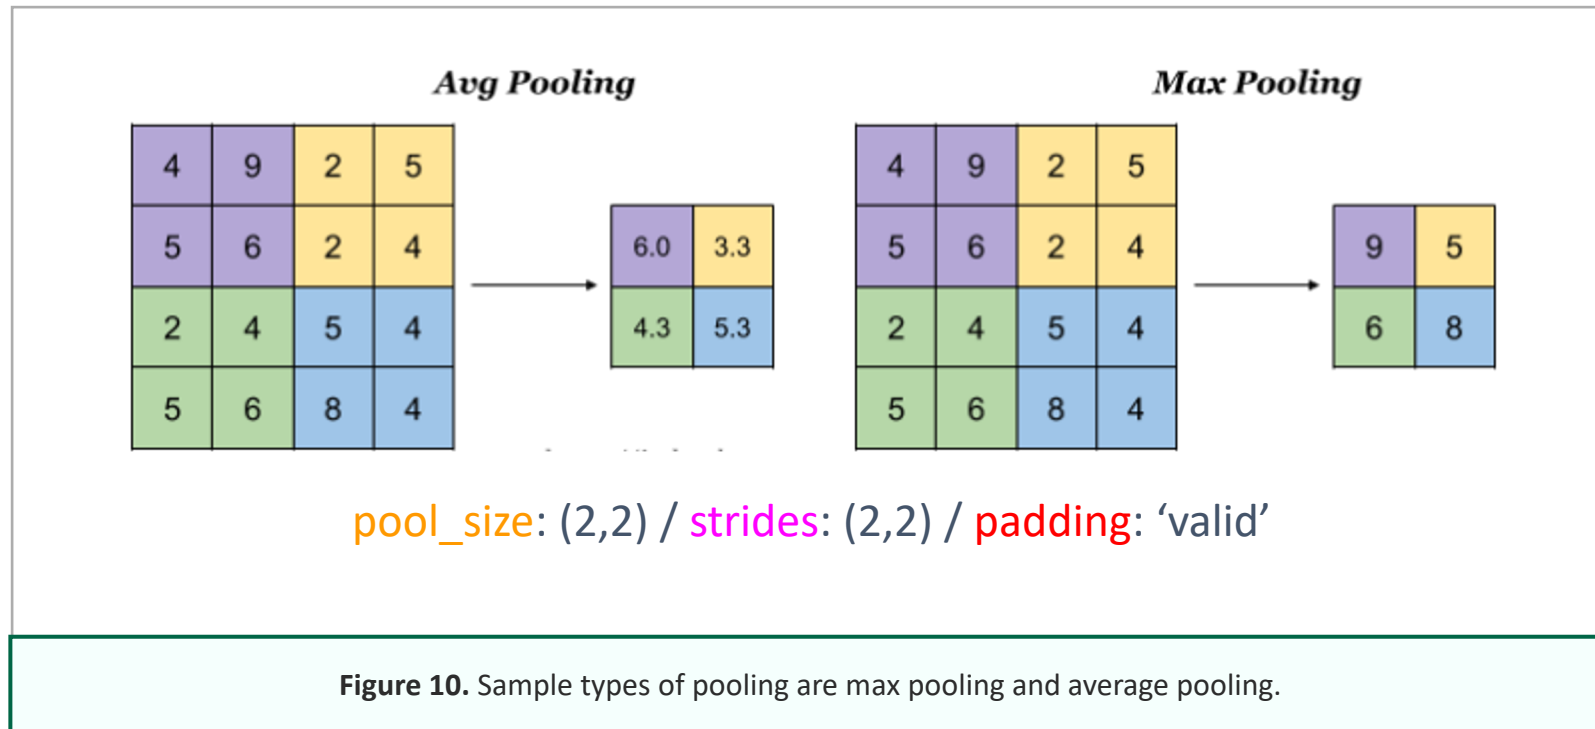 Avg Pooling
Max Pooling
4 9 2 5
5 6 2 4
2 4 5 4
5 6 8 4
6.0 3.3
4.3 5.3
4 9 2 5
5 6 2 4
2 4 5 4
5 6 8 4
9 5
6 8
pool_size: (2,2) / strides: (2,2) / padding: ‘valid’
Figure 10. Sample types of pooling are max pooling and average pooling.